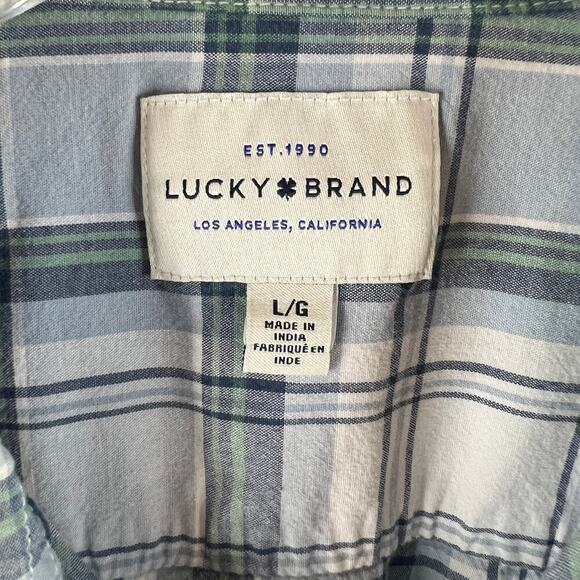 EST.1990
LUCKY BRAND
LOS ANGELES, CALIFORNIA
L/G
MADE IN
INDIA
FABRIQUÉ EN
INDE